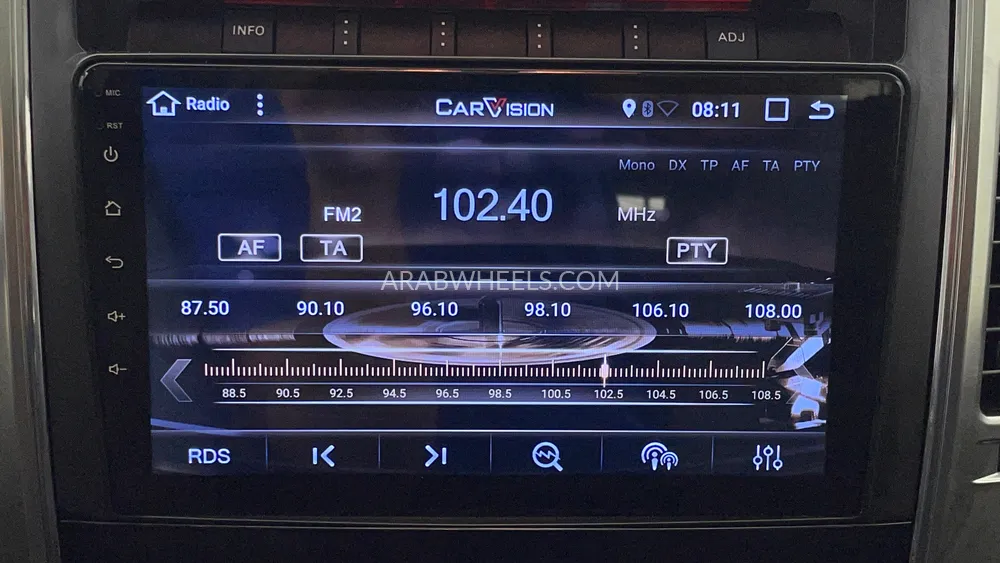 INFO
ADJ
MIC
RST
Radio
CARVISION
08:11
Mono DX TP AF TA PTY
FM2 102.40 MHz
AF TA PTY
ARABWHEELS.COM
87.50 90.10 96.10 98.10 106.10 108.00
88.5 90.5 92.5 94.5 96.5 98.5 100.5 102.5 104.5 106.5 108.5
RDS